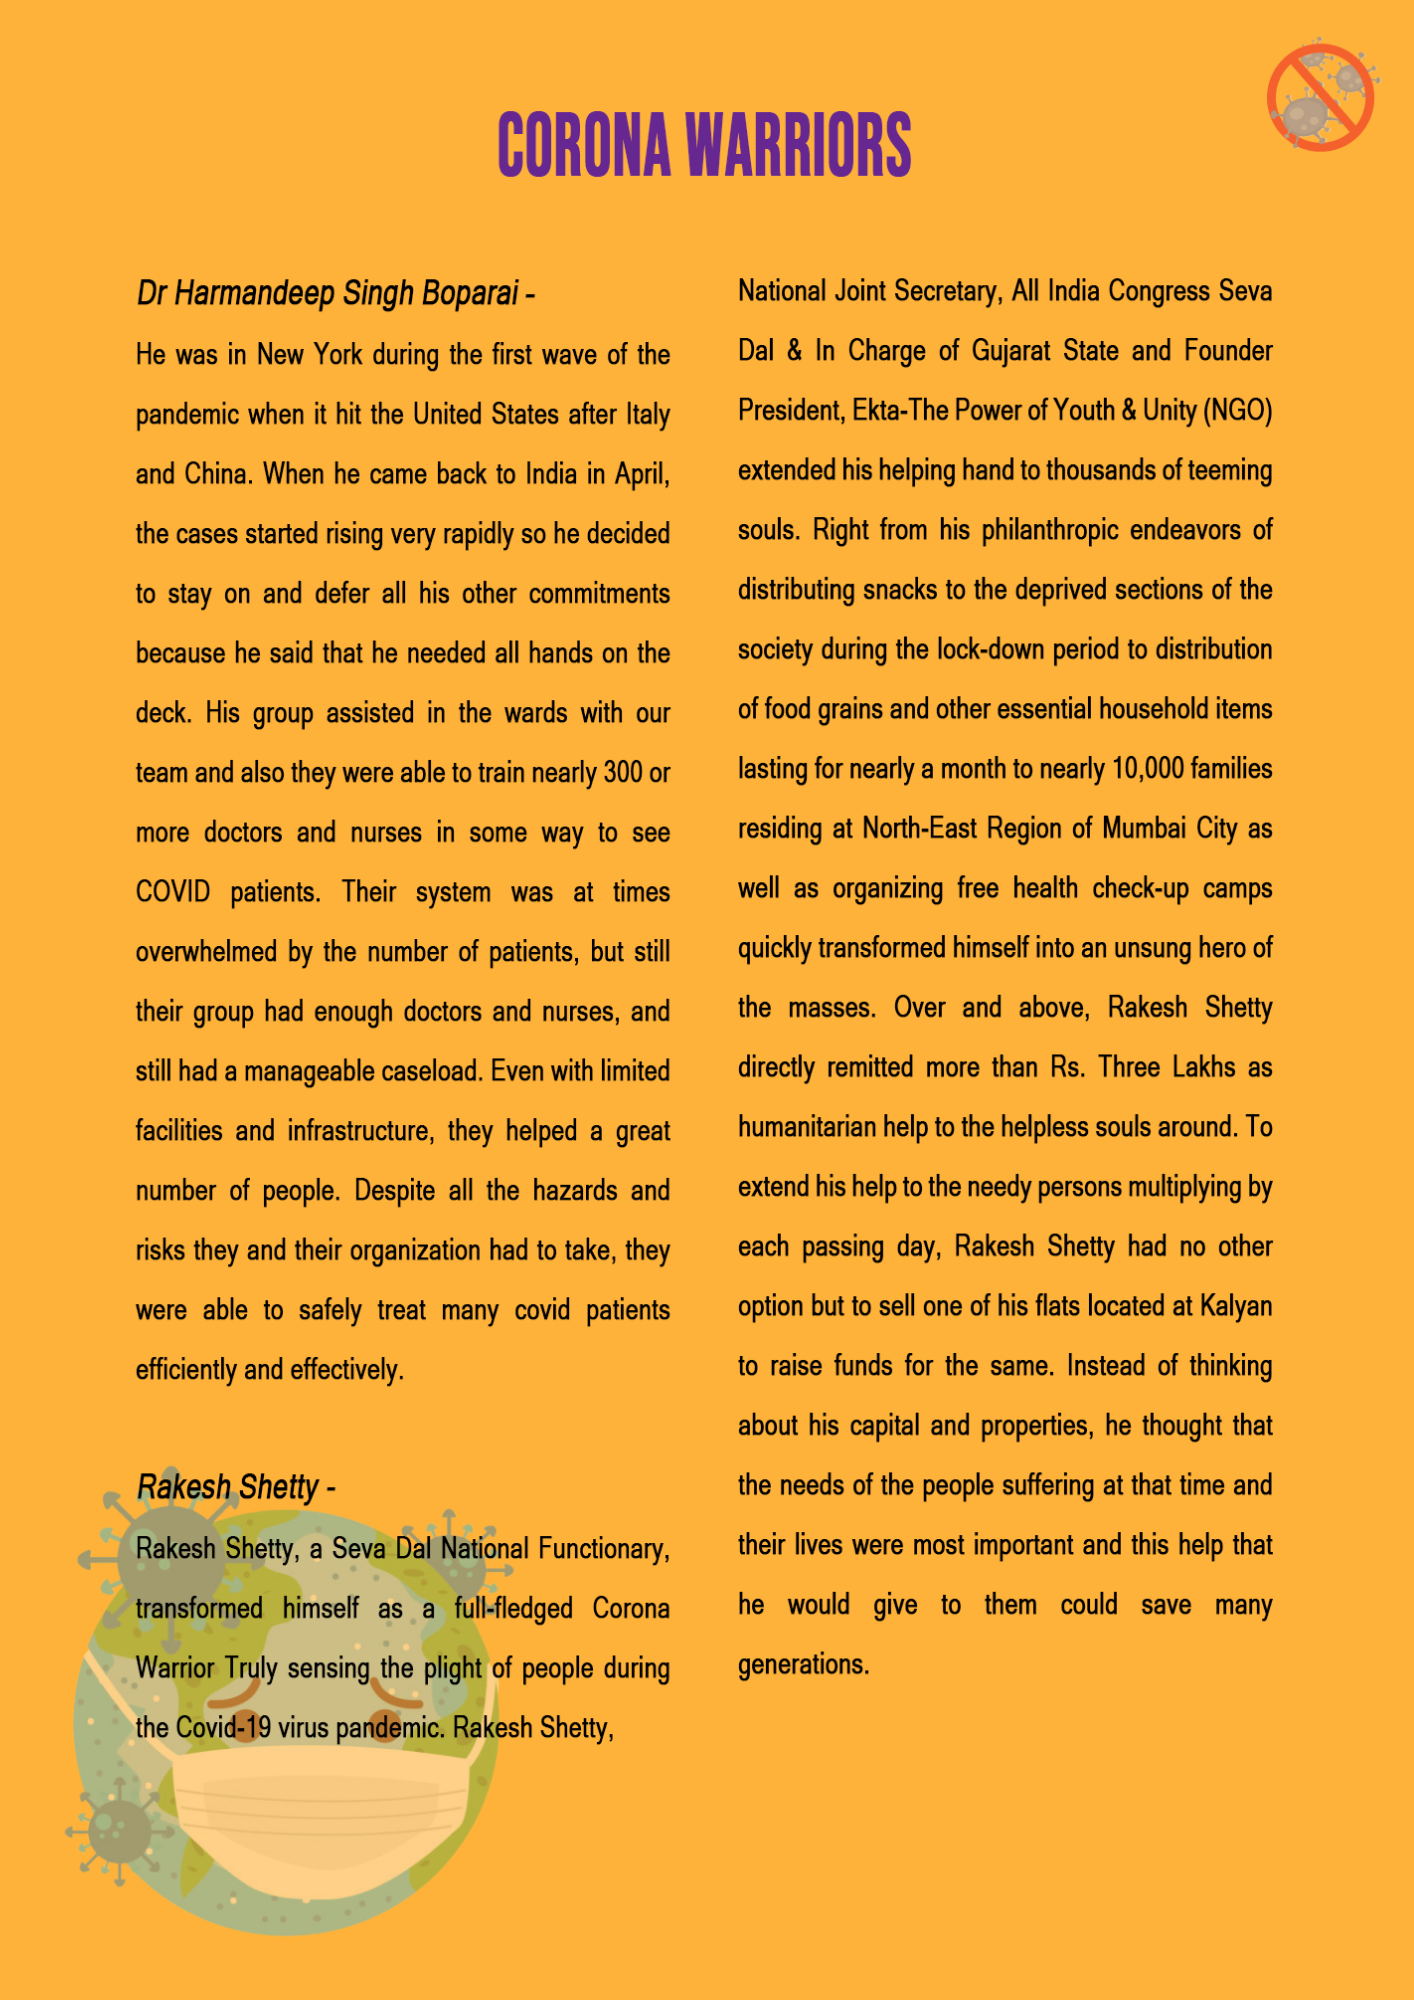 CORONA WARRIORS
Dr Harmandeep Singh Boparai -
He was in New York during the first wave of the
pandemic when it hit the United States after Italy
and China. When he came back to India in April,
the cases started rising very rapidly so he decided
to stay on and defer all his other commitments
because he said that he needed all hands on the
deck. His group assisted in the wards with our
team and also they were able to train nearly 300 or
more doctors and nurses in some way to see
COVID patients. Their system was at times
overwhelmed by the number of patients, but still
their group had enough doctors and nurses, and
still had a manageable caseload. Even with limited
facilities and infrastructure, they helped a great
number of people. Despite all the hazards and
risks they and their organization had to take, they
were able to safely treat many covid patients
efficiently and effectively.
Rakesh Shetty -
Rakesh Shetty, a Seva Dal National Functionary,
transformed himself as a full-fledged Corona
Warrior Truly sensing the plight of people during
the Covid-19 virus pandemic. Rakesh Shetty,
National Joint Secretary, All India Congress Seva
Dal & In Charge of Gujarat State and Founder
President, Ekta-The Power of Youth & Unity (NGO)
extended his helping hand to thousands of teeming
souls. Right from his philanthropic endeavors of
distributing snacks to the deprived sections of the
society during the lock-down period to distribution
of food grains and other essential household items
lasting for nearly a month to nearly 10,000 families
residing at North-East Region of Mumbai City as
well as organizing free health check-up camps
quickly transformed himself into an unsung hero of
the masses. Over and above, Rakesh Shetty
directly remitted more than Rs. Three Lakhs as
humanitarian help to the helpless souls around. To
extend his help to the needy persons multiplying by
each passing day, Rakesh Shetty had no other
option but to sell one of his flats located at Kalyan
to raise funds for the same. Instead of thinking
about his capital and properties, he thought that
the needs of the people suffering at that time and
their lives were most important and this help that
he would give to them could save many
generations.